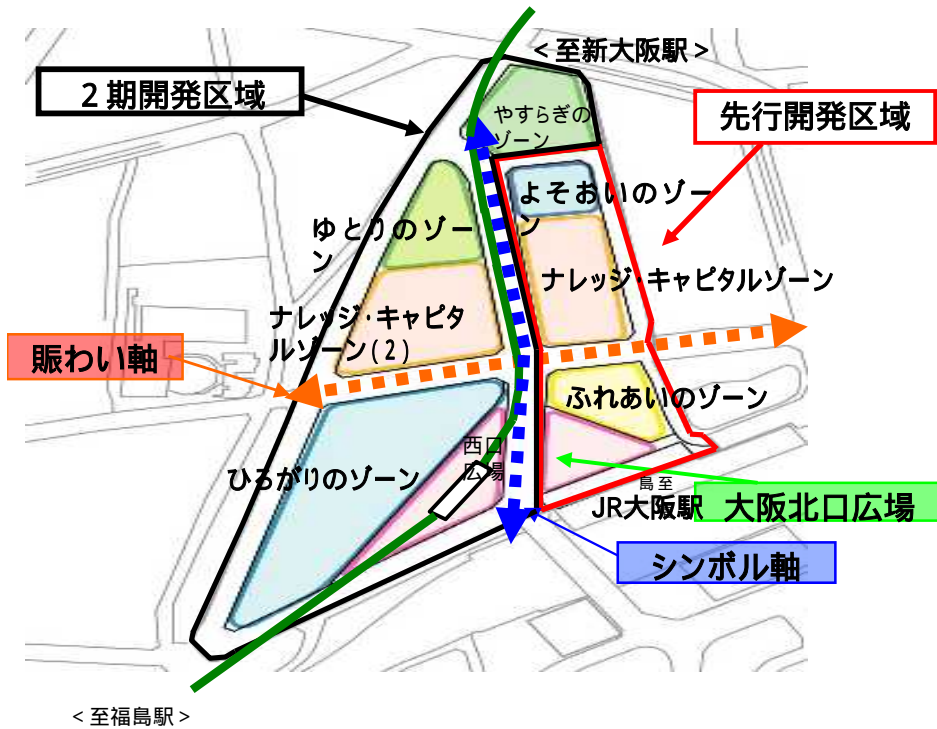 ＜至新大阪駅＞
２期開発区域
やすらぎの
ゾーン
先行開発区域
よそおいのゾー
ン
ゆとりのゾー
ン
ナレッジ・キャピタルゾーン
ナレッジ・キャピタ
ルゾーン(２)
賑わい軸
ふれあいのゾーン
西口
広場
ひろがりのゾーン
島至
JR大阪駅
大阪北口広場
シンボル軸
＜至福島駅＞